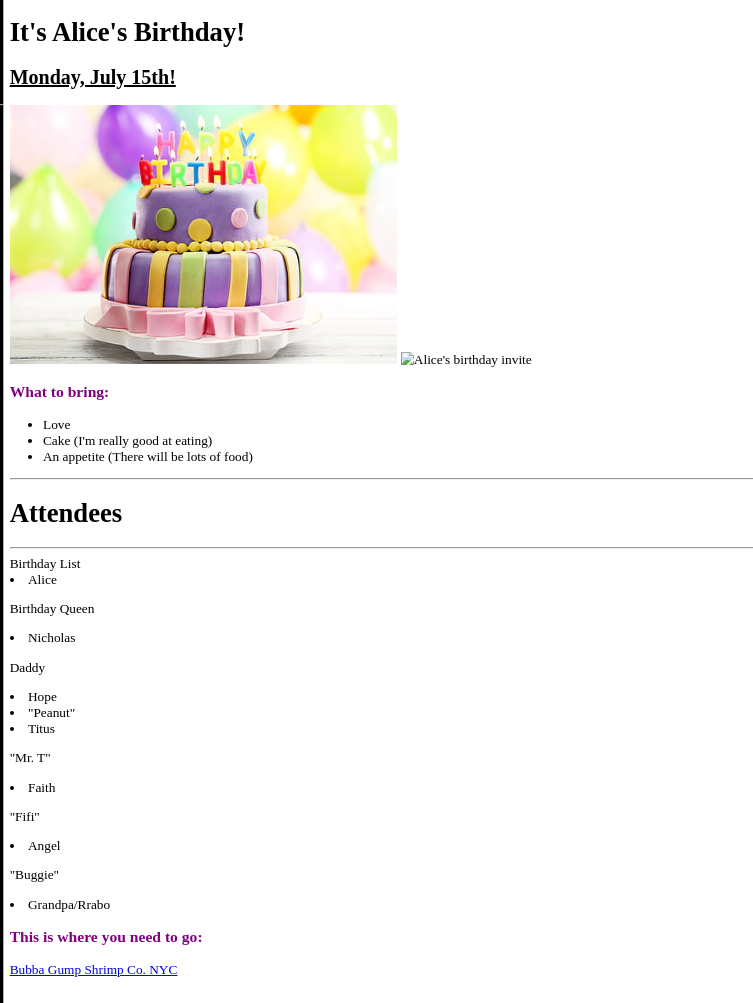 It's Alice's Birthday!
Monday, July 15th!
HAPPY
BIRTHDAY
Alice's birthday invite
What to bring:
Love
Cake (I'm really good at eating)
An appetite (There will be lots of food)
Attendees
Birthday List
Alice
Birthday Queen
Nicholas
Daddy
Hope
"Peanut"
Titus
"Mr. T"
Faith
"Fifi"
Angel
"Buggie"
Grandpa/Rrabo
This is where you need to go:
Bubba Gump Shrimp Co. NYC